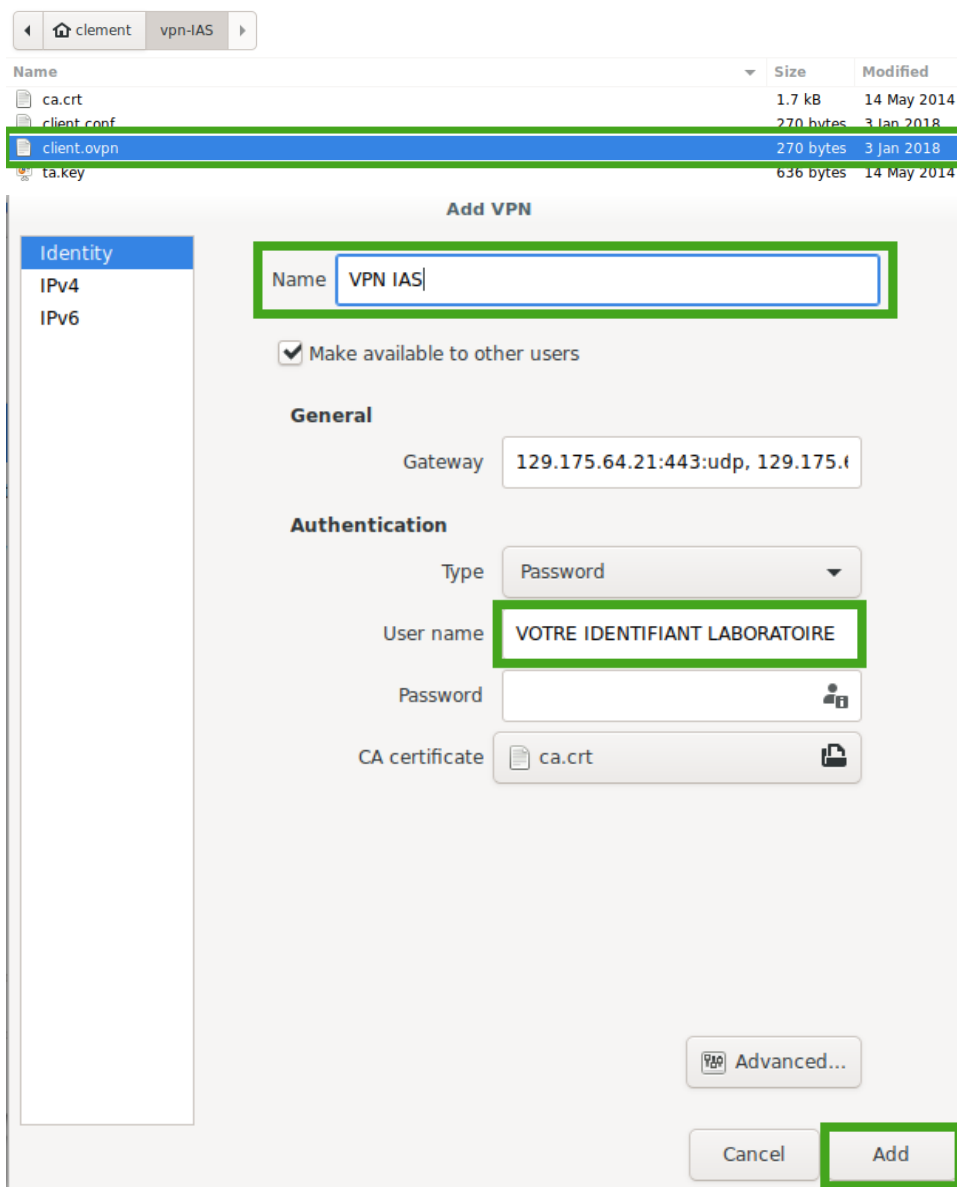 clement vpn-IAS
Name Size Modified
ca.crt 1.7 kB 14 May 2014
client.conf 270 bytes 3 Jan 2018
client.ovpn 270 bytes 3 Jan 2018
ta.key 636 bytes 14 May 2014
Add VPN
Identity
IPv4
IPv6
Name VPN IAS
Make available to other users
General
Gateway 129.175.64.21:443:udp, 129.175.6
Authentication
Type Password
User name VOTRE IDENTIFIANT LABORATOIRE
Password
CA certificate ca.crt
Advanced...
Cancel Add